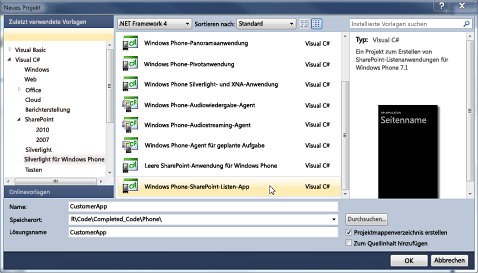 Neues Projekt
Zuletzt verwendete Vorlagen
.NET Framework 4
Sortieren nach:
Standard
Installierte Vorlagen suchen
Visual Basic
Visual C#
Windows
Web
Office
Cloud
Berichterstellung
SharePoint
2010
2007
Silverlight
Silverlight für Windows Phone
Testen
Onlinevorlagen
Windows Phone-Panoramaanwendung Visual C#
Windows Phone-Pivotanwendung Visual C#
Windows Phone Silverlight- und XNA-Anwendung Visual C#
Windows Phone-Audiowiedergabe-Agent Visual C#
Windows Phone-Audiostreaming-Agent Visual C#
Windows Phone-Agent für geplante Aufgabe Visual C#
Leere SharePoint-Anwendung für Windows Phone Visual C#
Windows Phone-SharePoint-Listen-App Visual C#
Typ: Visual C#
Ein Projekt zum Erstellen von
SharePoint-Listenanwendungen für
Windows Phone 7.1
Seitenname
Name: CustomerApp
Speicherort: R:\Code\Completed_Code\Phone\
Durchsuchen...
Lösungsname CustomerApp
Projektmappenverzeichnis erstellen
Zum Quellinhalt hinzufügen
OK
Abbrechen